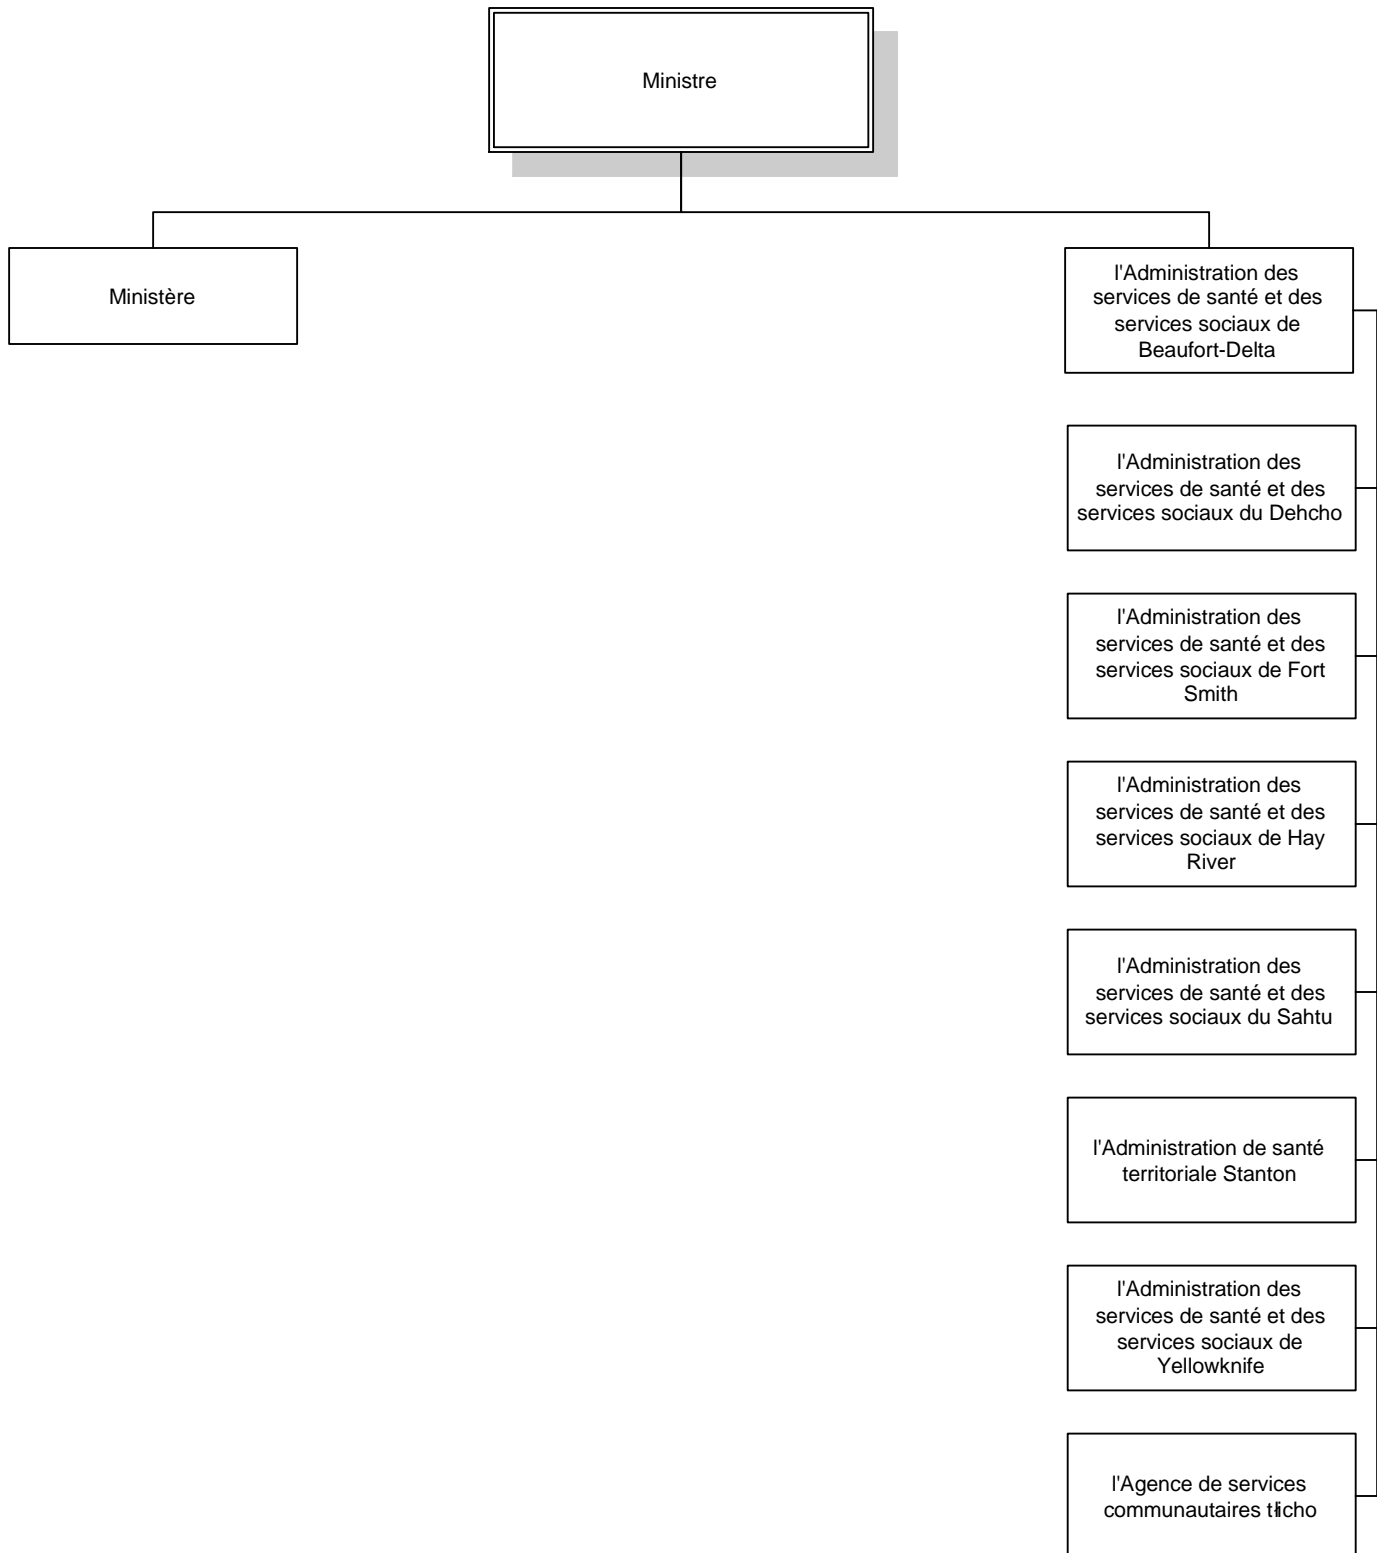 Ministre
Ministère
l'Administration des
services de santé et des
services sociaux de
Beaufort-Delta
l'Administration des
services de santé et des
services sociaux du Dehcho
l'Administration des
services de santé et des
services sociaux de Fort
Smith
l'Administration des
services de santé et des
services sociaux de Hay
River
l'Administration des
services de santé et des
services sociaux du Sahtu
l'Administration de santé
territoriale Stanton
l'Administration des
services de santé et des
services sociaux de
Yellowknife
l'Agence de services
communautaires tłicho